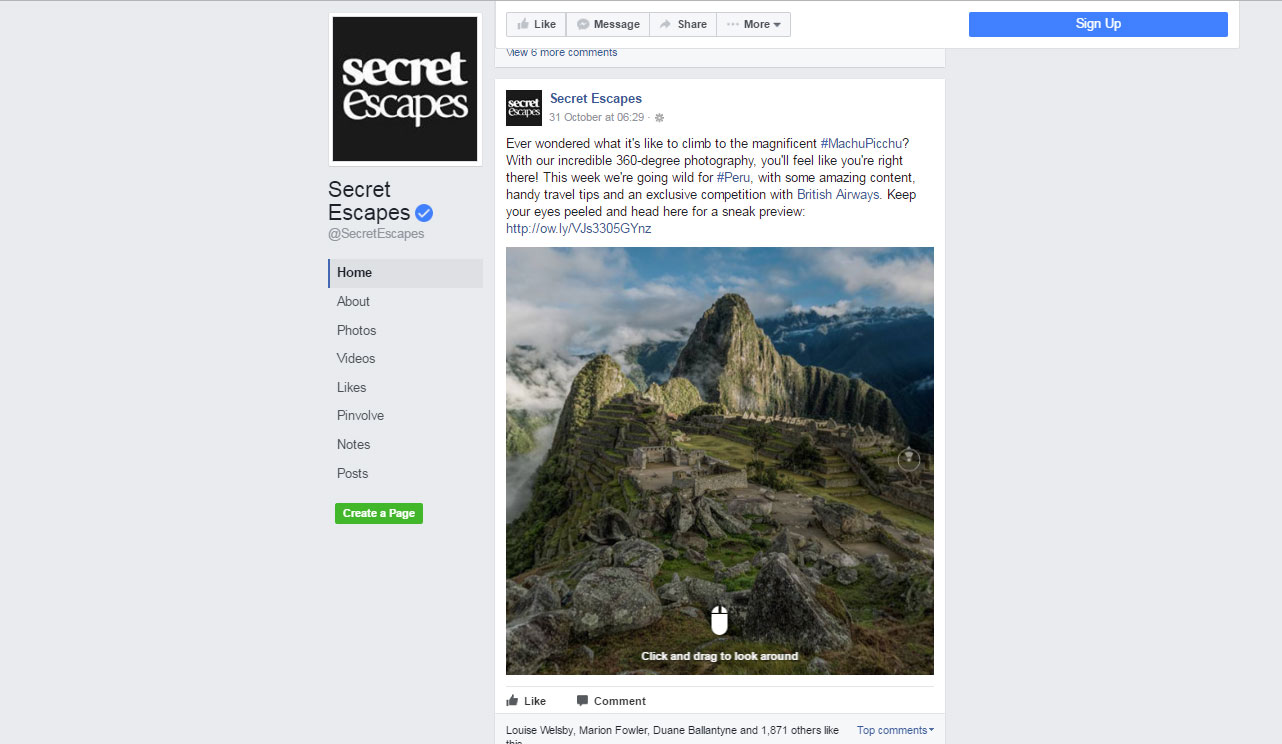 Like
Message
Share
More
Sign Up
secret
escapes
Secret
Escapes
@SecretEscapes
Home
About
Photos
Videos
Likes
Pinvolve
Notes
Posts
Create a Page
View 6 more comments
secret
escapes
Secret Escapes
31 October at 06:29 ·
Ever wondered what it's like to climb to the magnificent #MachuPicchu?
With our incredible 360-degree photography, you'll feel like you're right
there! This week we're going wild for #Peru, with some amazing content,
handy travel tips and an exclusive competition with British Airways. Keep
your eyes peeled and head here for a sneak preview:
http://ow.ly/VJs3305GYnz
Click and drag to look around
Like
Comment
Louise Welsby, Marion Fowler, Duane Ballantyne and 1,871 others like
this.
Top comments